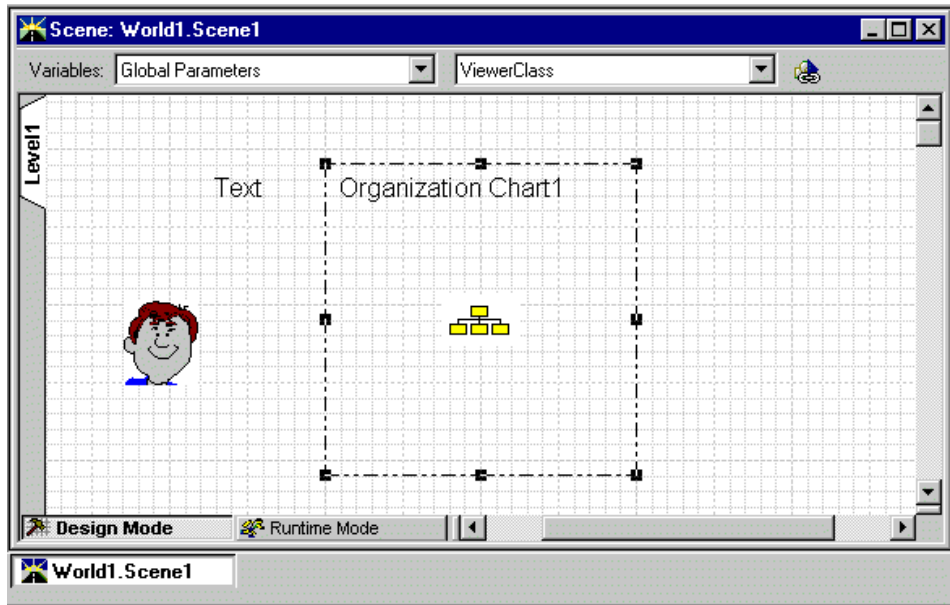 Scene: World1.Scene1
Variables: Global Parameters ViewerClass
Level1
Text Organization Chart1
Design Mode Runtime Mode
World1.Scene1